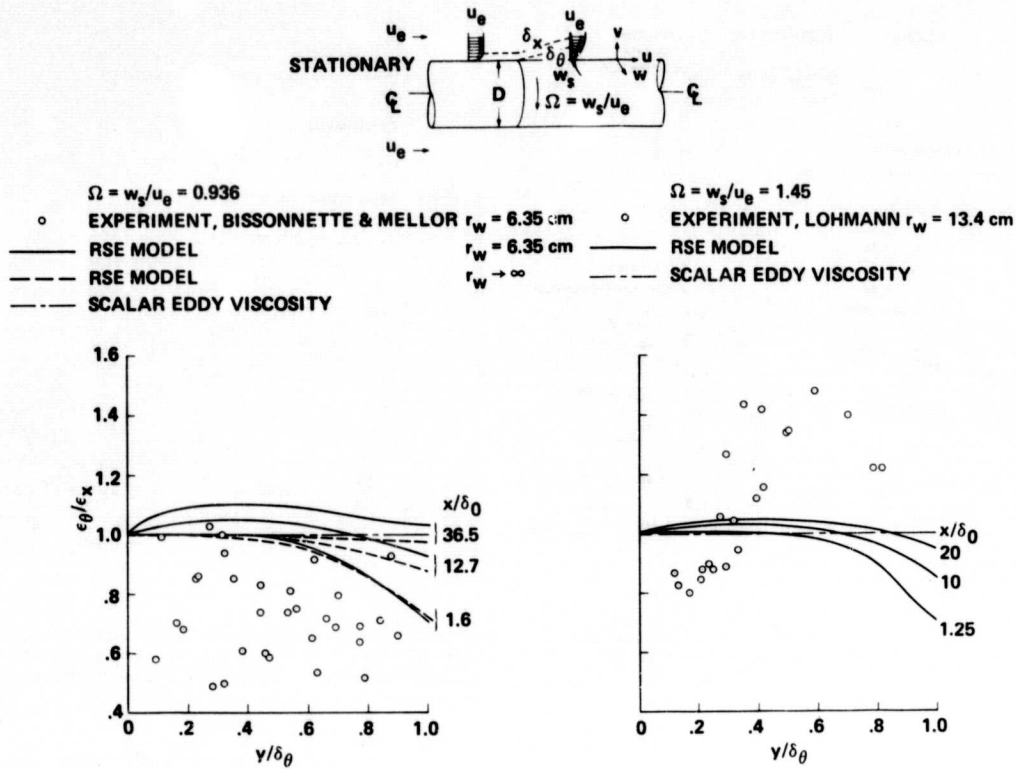 u_e →
u_e
δ_x
δ_θ
u_e
v
u
w
w_s
STATIONARY
℄
D
Ω = w_s/u_e
℄
u_e →
Ω = w_s/u_e = 0.936
○ EXPERIMENT, BISSONNETTE & MELLOR r_w = 6.35 cm
—— RSE MODEL r_w = 6.35 cm
– – – RSE MODEL r_w → ∞
—-— SCALAR EDDY VISCOSITY
Ω = w_s/u_e = 1.45
○ EXPERIMENT, LOHMANN r_w = 13.4 cm
—— RSE MODEL
—-— SCALAR EDDY VISCOSITY
1.6
1.4
1.2
1.0
.8
.6
.4
ε_θ/ε_x
0 .2 .4 .6 .8 1.0
y/δ_θ
x/δ_0
36.5
12.7
1.6
x/δ_0
20
10
1.25
0 .2 .4 .6 .8 1.0
y/δ_θ